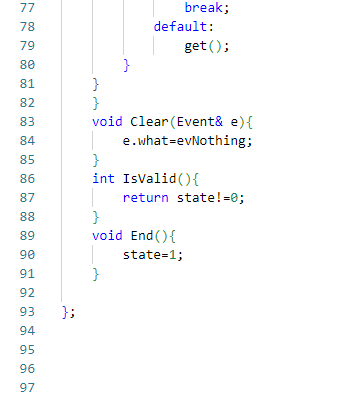 77                     break;
78                 default:
79                     get();
80             }
81         }
82         }
83         void Clear(Event& e){
84             e.what=evNothing;
85         }
86         int IsValid(){
87             return state!=0;
88         }
89         void End(){
90             state=1;
91         }
92
93     };
94
95
96
97